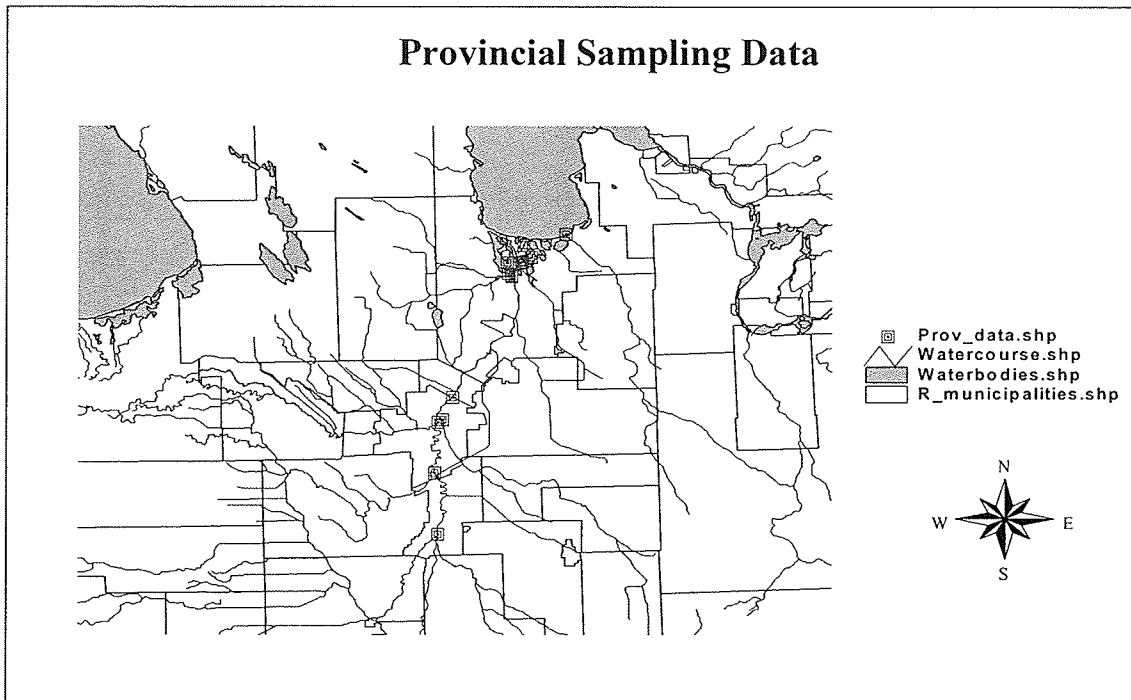 Provincial Sampling Data
Prov_data.shp
Watercourse.shp
Waterbodies.shp
R_municipalities.shp
N
W E
S